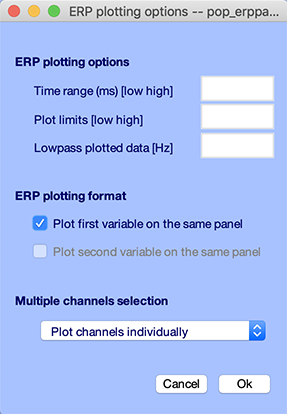 ERP plotting options -- pop_erppa...
ERP plotting options
Time range (ms) [low high]
Plot limits [low high]
Lowpass plotted data [Hz]
ERP plotting format
Plot first variable on the same panel
Plot second variable on the same panel
Multiple channels selection
Plot channels individually
Cancel
Ok